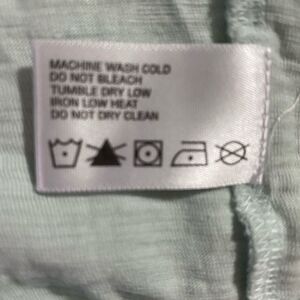 MACHINE WASH COLD
DO NOT BLEACH
TUMBLE DRY LOW
IRON LOW HEAT
DO NOT DRY CLEAN